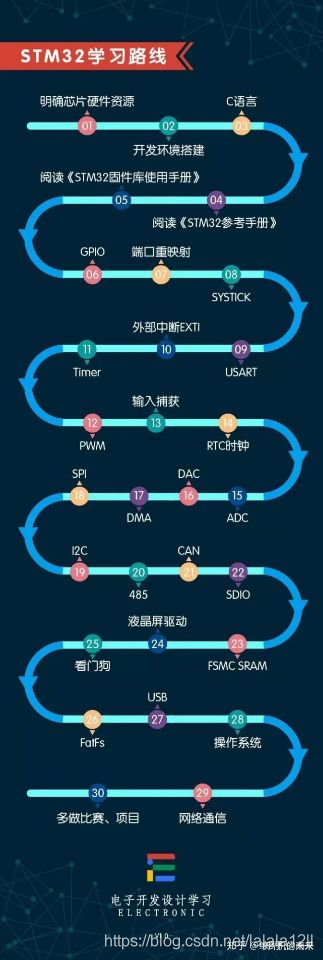 STM32学习路线
明确芯片硬件资源
C语言
01
02
03
开发环境搭建
阅读《STM32固件库使用手册》
05
04
阅读《STM32参考手册》
GPIO
端口重映射
06
07
08
SYSTICK
外部中断EXTI
11
10
09
Timer
USART
输入捕获
12
13
14
PWM
RTC时钟
SPI
DAC
18
17
16
15
DMA
ADC
I2C
CAN
19
20
21
22
485
SDIO
液晶屏驱动
25
24
23
看门狗
FSMC SRAM
USB
26
27
28
FatFs
操作系统
30
29
多做比赛、项目
网络通信
电子开发设计学习
ELECTRONIC
https://blog.csdn.net/lalala12ll
知乎